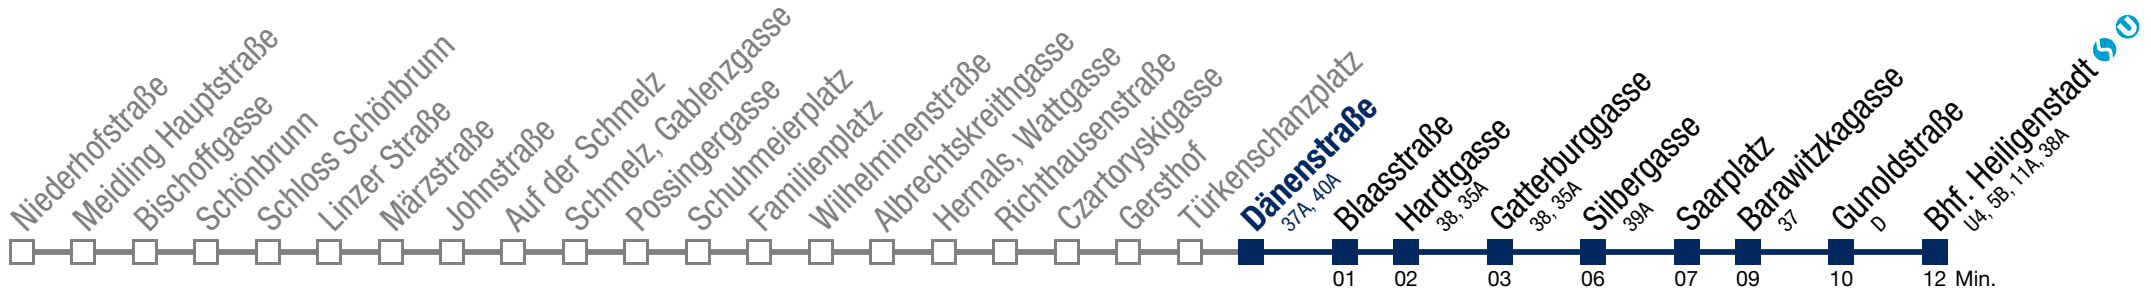 Niederhofstraße
Meidling Hauptstraße
Bischoffgasse
Schönbrunn
Schloss Schönbrunn
Linzer Straße
Märzstraße
Johnstraße
Auf der Schmelz
Schmelz, Gablenzgasse
Possingergasse
Schuhmeierplatz
Familienplatz
Wilhelminenstraße
Albrechtskreithgasse
Hernals, Wattgasse
Richthausenstraße
Czartoryskigasse
Gersthof
Türkenschanzplatz
Dänenstraße
37A, 40A
Blaasstraße
Hardtgasse
38, 35A
Gatterburggasse
38, 35A
Silbergasse
39A
Saarplatz
Barawitzkagasse
37
Gunoldstraße
D
Bhf. Heiligenstadt S U
U4, 5B, 11A, 38A
01 02 03 06 07 09 10 12 Min.